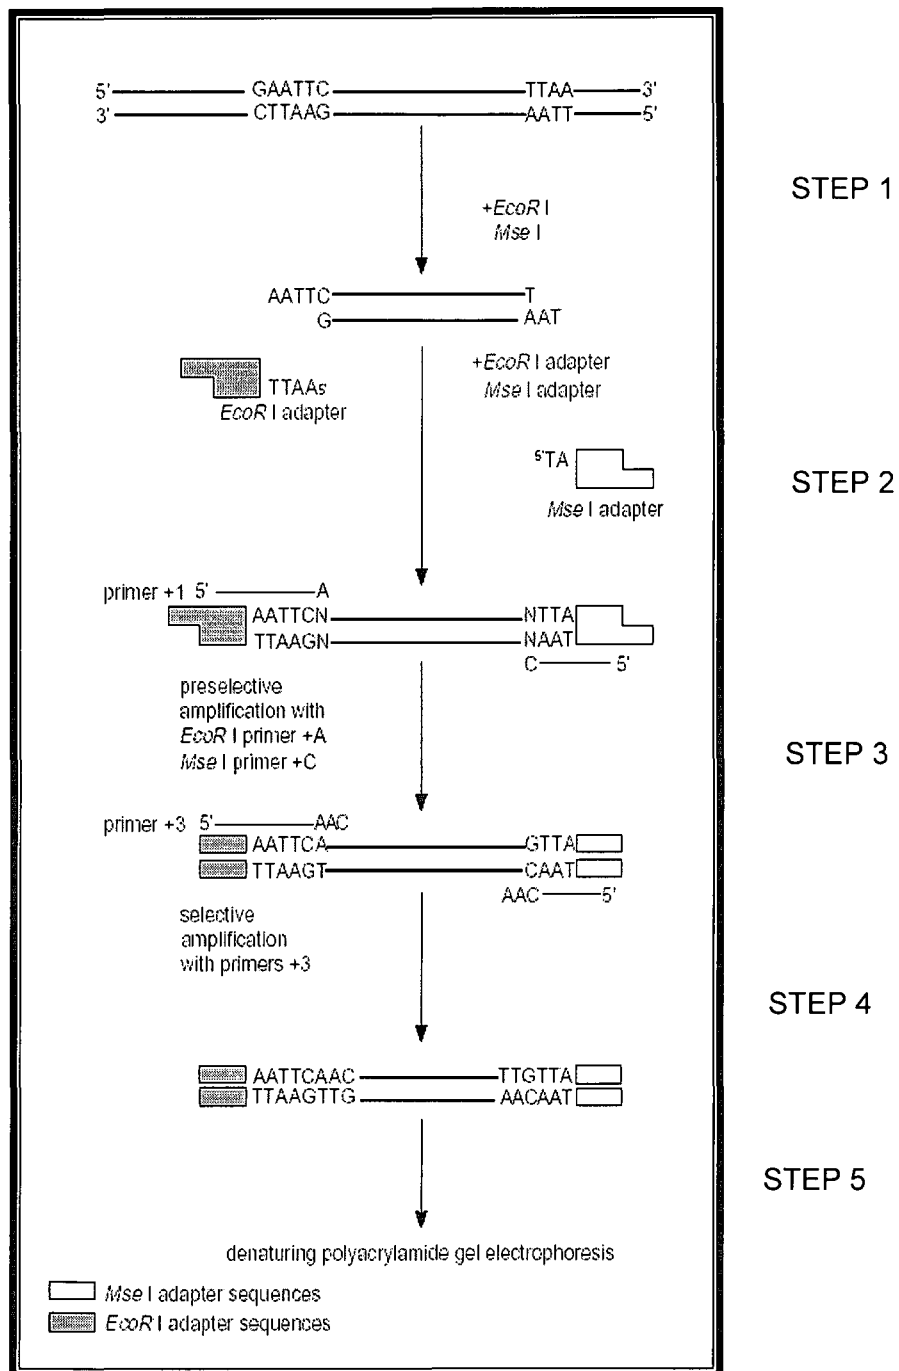 5' GAATTC TTAA 3'
3' CTTAAG AATT 5'
STEP 1
+EcoR I
Mse I
AATTC T
G AAT
+EcoR I adapter
Mse I adapter
TTAA5
EcoR I adapter
5'TA
Mse I adapter
STEP 2
primer +1 5' A
AATTCN NTTA
TTAAGN NAAT
C 5'
preselective
amplification with
EcoR I primer +A
Mse I primer +C
STEP 3
primer +3 5' AAC
AATTCA GTTA
TTAAGT CAAT
AAC 5'
selective
amplification
with primers +3
STEP 4
AATTCAAC TTGTTA
TTAAGTTG AACAAT
STEP 5
denaturing polyacrylamide gel electrophoresis
Mse I adapter sequences
EcoR I adapter sequences